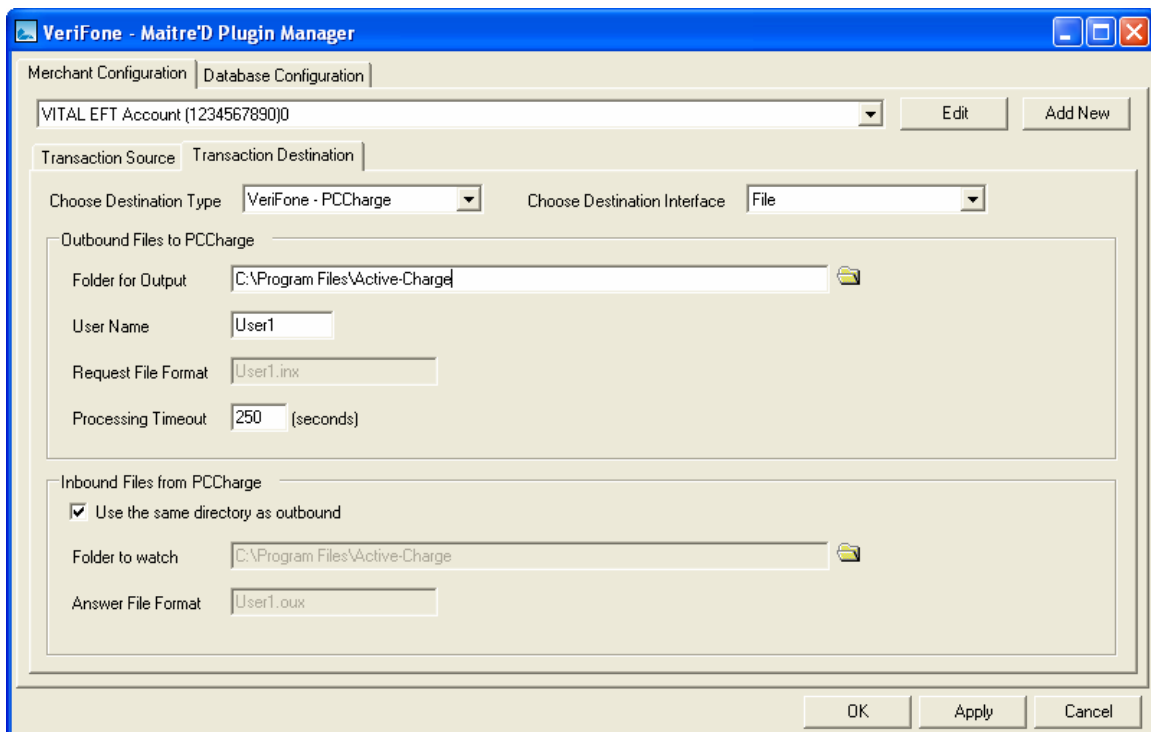 VeriFone - Maitre'D Plugin Manager
Merchant Configuration Database Configuration
VITAL EFT Account (1234567890)0 Edit Add New
Transaction Source Transaction Destination
Choose Destination Type VeriFone - PCCharge Choose Destination Interface File
Outbound Files to PCCharge
Folder for Output C:\Program Files\Active-Charge
User Name User1
Request File Format User1.inx
Processing Timeout 250 (seconds)
Inbound Files from PCCharge
Use the same directory as outbound
Folder to watch C:\Program Files\Active-Charge
Answer File Format User1.oux
OK Apply Cancel